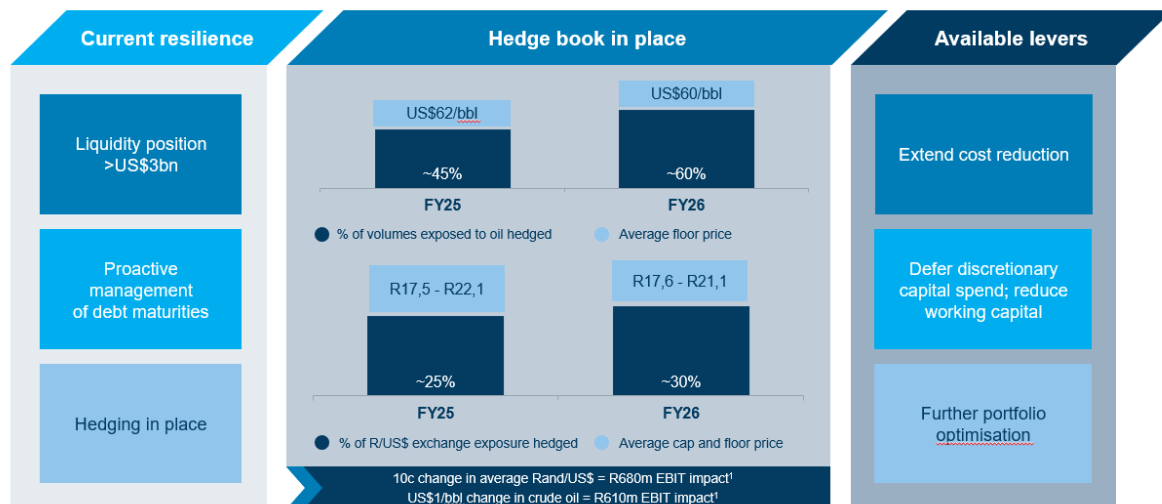 Current resilience
Liquidity position
>US$3bn
Proactive
management
of debt maturities
Hedging in place
Hedge book in place
US$62/bbl
US$60/bbl
~45%
~60%
FY25
FY26
% of volumes exposed to oil hedged
Average floor price
R17,5 - R22,1
R17,6 - R21,1
~25%
~30%
FY25
FY26
% of R/US$ exchange exposure hedged
Average cap and floor price
10c change in average Rand/US$ = R680m EBIT impact¹
US$1/bbl change in crude oil = R610m EBIT impact¹
Available levers
Extend cost reduction
Defer discretionary
capital spend; reduce
working capital
Further portfolio
optimisation